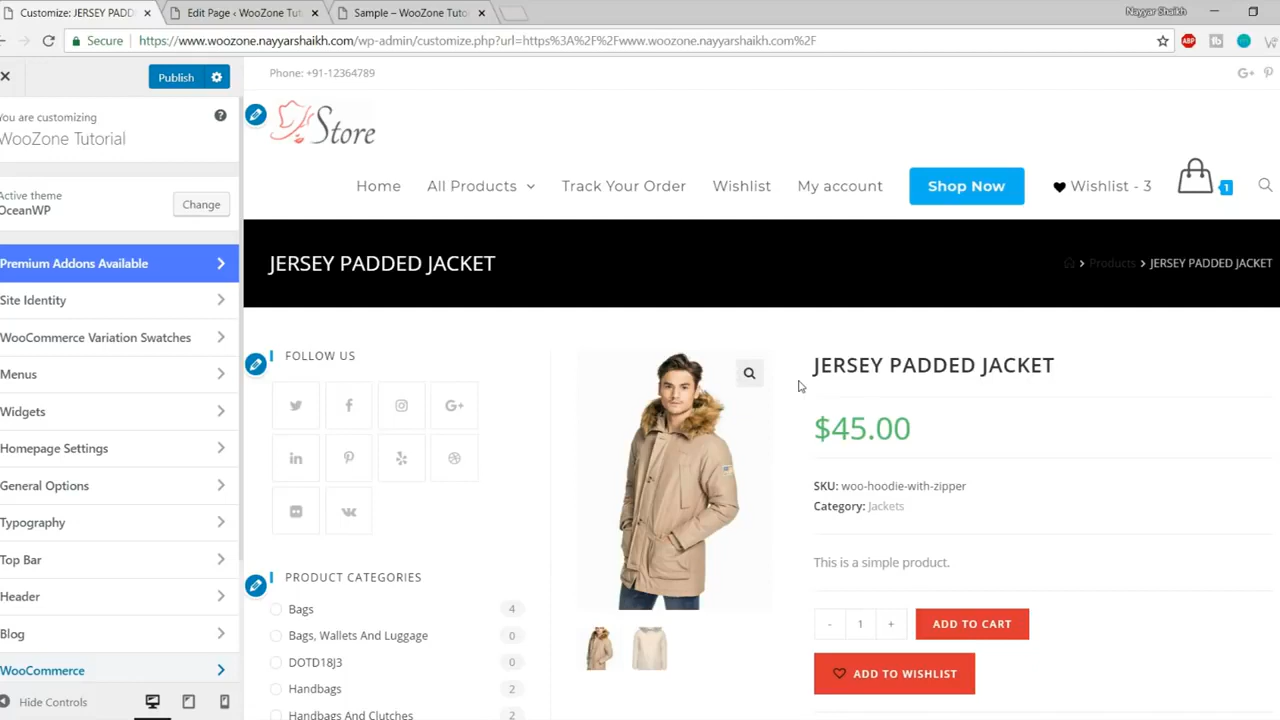 Customize: JERSEY PADD
Edit Page ‹ WooZone Tut
Sample – WooZone Tuto
Nayyar Shaikh
Secure
https://www.woozone.nayyarshaikh.com/wp-admin/customize.php?url=https%3A%2F%2Fwww.woozone.nayyarshaikh.com%2F
ABP
Publish
You are customizing
WooZone Tutorial
Active theme
OceanWP
Change
Premium Addons Available
Site Identity
WooCommerce Variation Swatches
Menus
Widgets
Homepage Settings
General Options
Typography
Top Bar
Header
Blog
WooCommerce
Hide Controls
Phone: +91-12364789
G+
Store
Home
All Products
Track Your Order
Wishlist
My account
Shop Now
Wishlist - 3
1
JERSEY PADDED JACKET
Products
JERSEY PADDED JACKET
FOLLOW US
G+
in
PRODUCT CATEGORIES
Bags 4
Bags, Wallets And Luggage 0
DOTD18J3 0
Handbags 2
Handbags And Clutches 2
JERSEY PADDED JACKET
$45.00
SKU: woo-hoodie-with-zipper
Category: Jackets
This is a simple product.
- 1 +
ADD TO CART
ADD TO WISHLIST